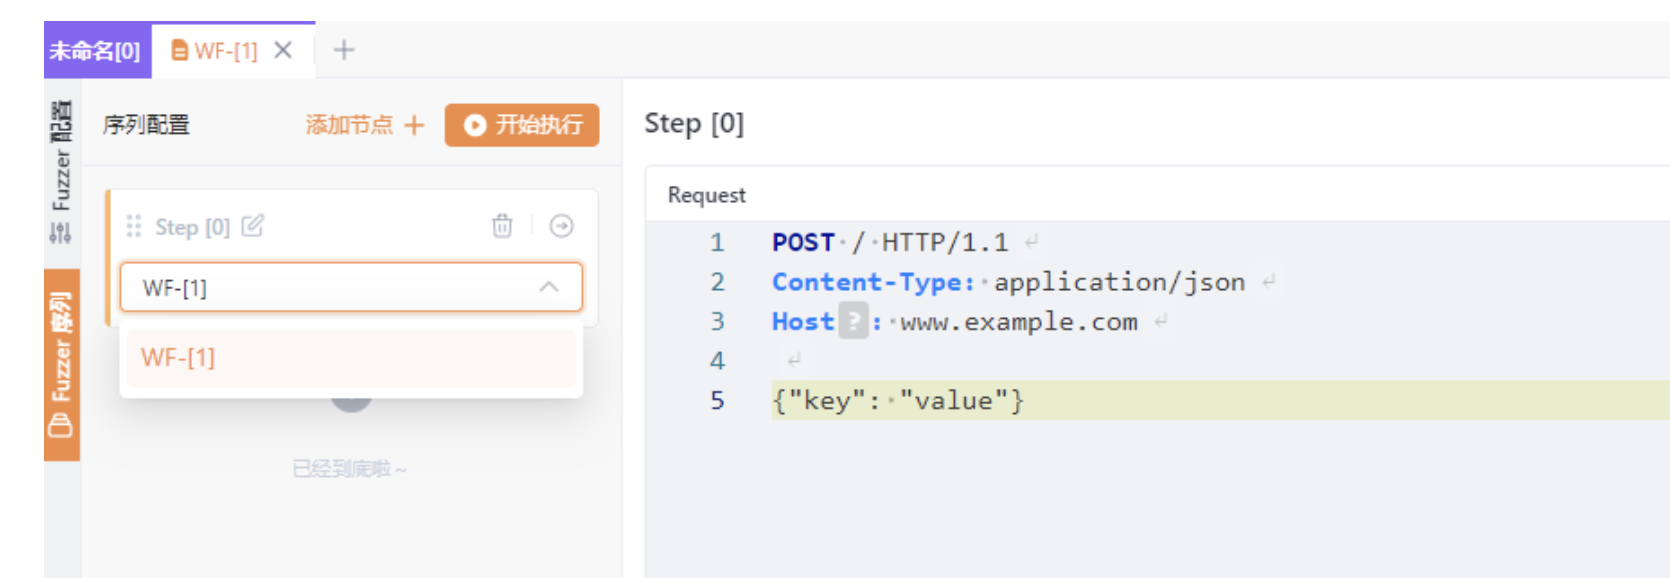 未命名[0] WF-[1]
Fuzzer 配置
Fuzzer 序列
序列配置 添加节点 开始执行
Step [0]
WF-[1]
WF-[1]
已经到底啦~
Step [0]
Request
1 POST / HTTP/1.1
2 Content-Type: application/json
3 Host ? : www.example.com
4
5 {"key": "value"}